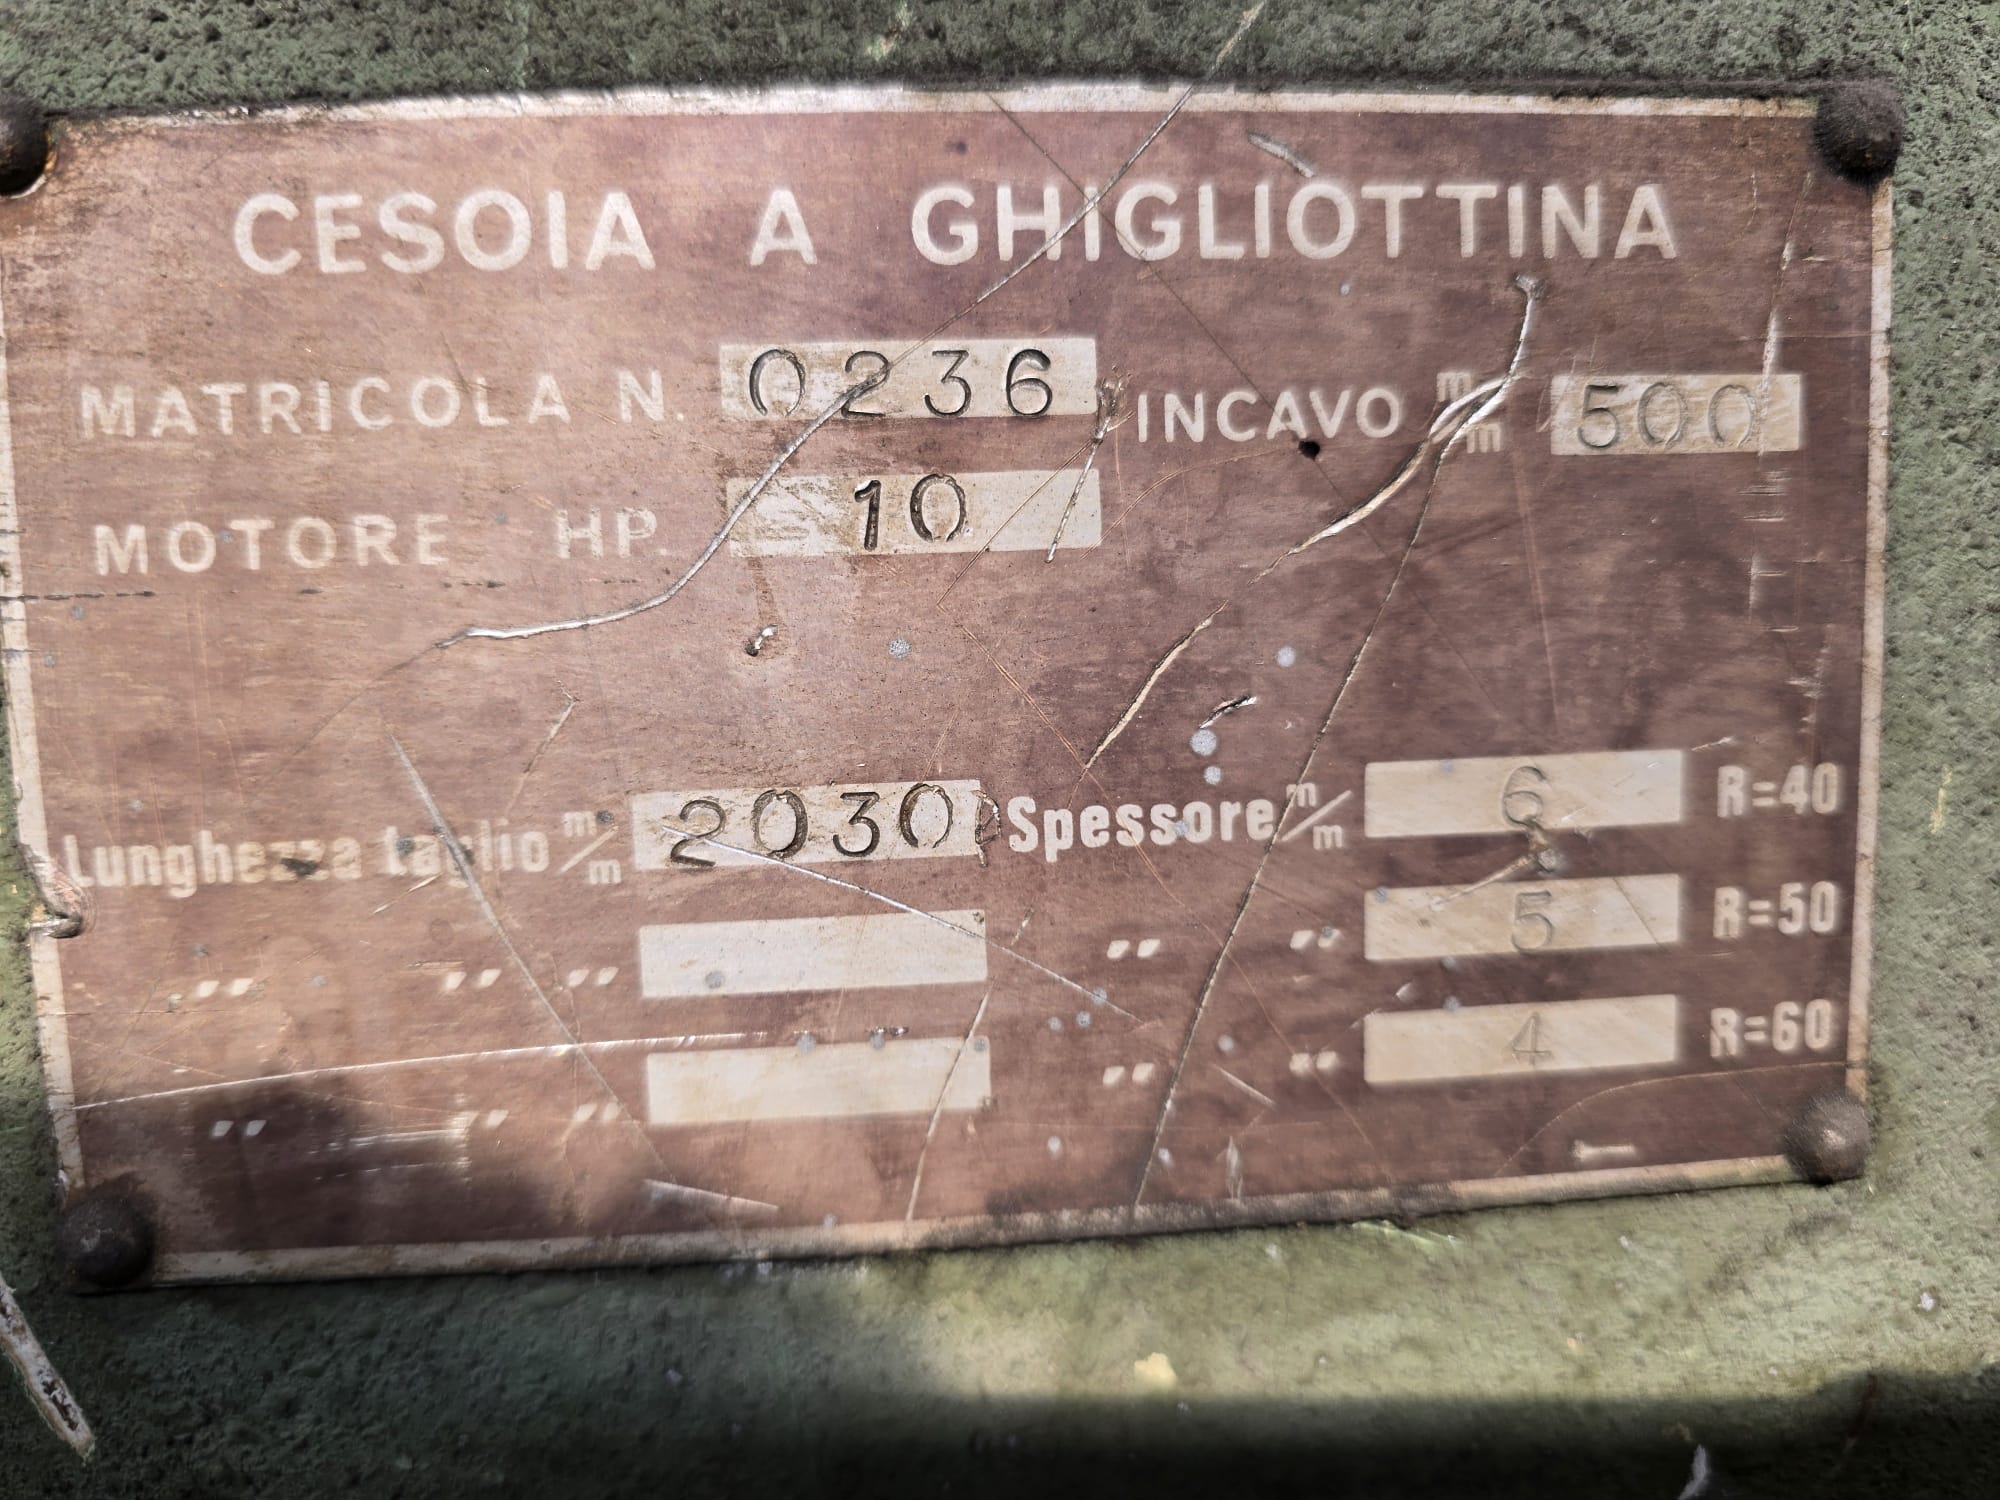 CESOIA A GHIGLIOTTINA
MATRICOLA N. 0236 INCAVO m/m 500
MOTORE HP. 10
Lunghezza taglio m/m 2030 Spessore m/m 6 R=40
" " " " " 5 R=50
" " " " " 4 R=60